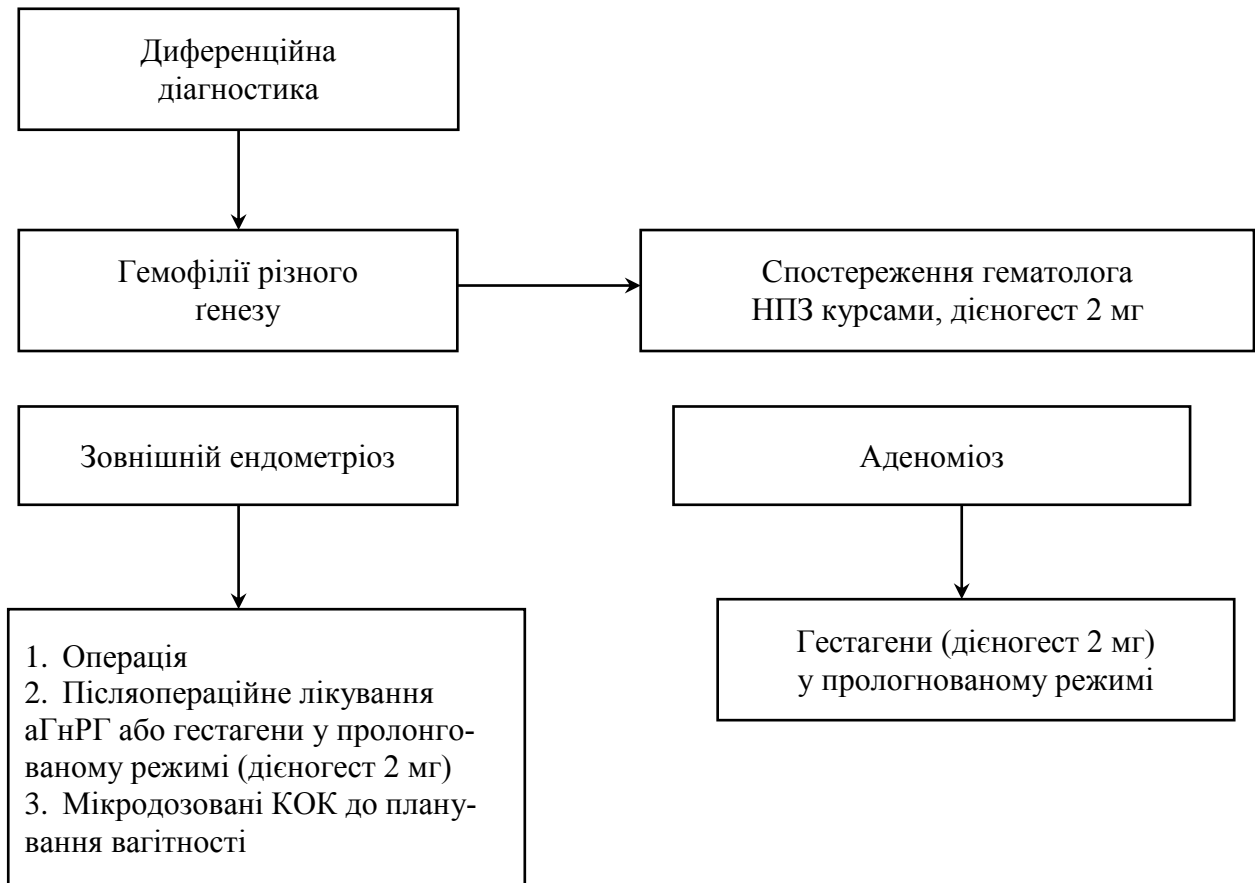 Диференційна
діагностика
Гемофілії різного
ґенезу
Спостереження гематолога
НПЗ курсами, дієногест 2 мг
Зовнішній ендометріоз
Аденоміоз
1. Операція
2. Післяопераційне лікування
аГнРГ або гестагени у пролонго-
ваному режимі (дієногест 2 мг)
3. Мікродозовані КОК до плану-
вання вагітності
Гестагени (дієногест 2 мг)
у прологнованому режимі